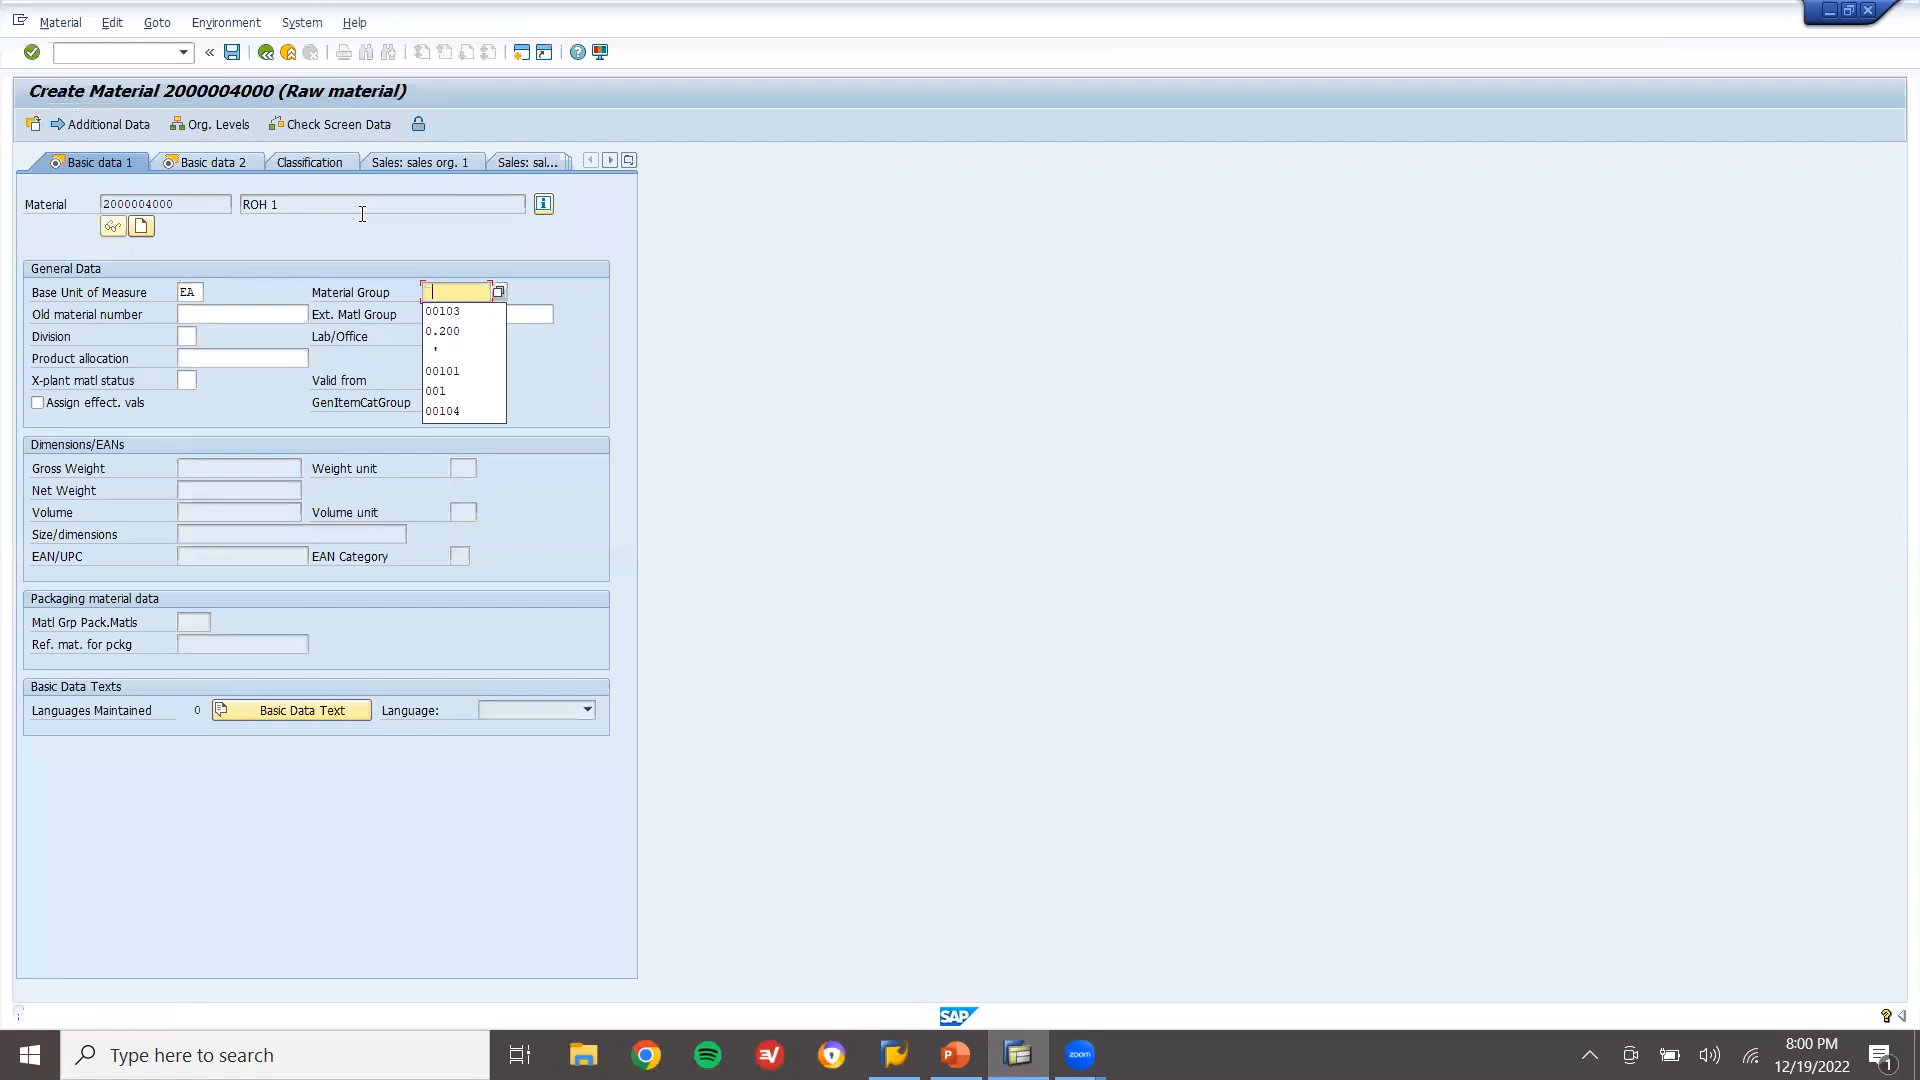 Material Edit Goto Environment System Help
Create Material 2000004000 (Raw material)
Additional Data Org. Levels Check Screen Data
Basic data 1 Basic data 2 Classification Sales: sales org. 1 Sales: sal...
Material 2000004000 ROH 1
General Data
Base Unit of Measure EA Material Group
00103
Old material number Ext. Matl Group
0.200
Division Lab/Office
'
Product allocation
00101
X-plant matl status Valid from
001
Assign effect. vals GenItemCatGroup
00104
Dimensions/EANs
Gross Weight Weight unit
Net Weight
Volume Volume unit
Size/dimensions
EAN/UPC EAN Category
Packaging material data
Matl Grp Pack.Matls
Ref. mat. for pckg
Basic Data Texts
Languages Maintained 0 Basic Data Text Language:
SAP
Type here to search
zoom
8:00 PM
12/19/2022
1